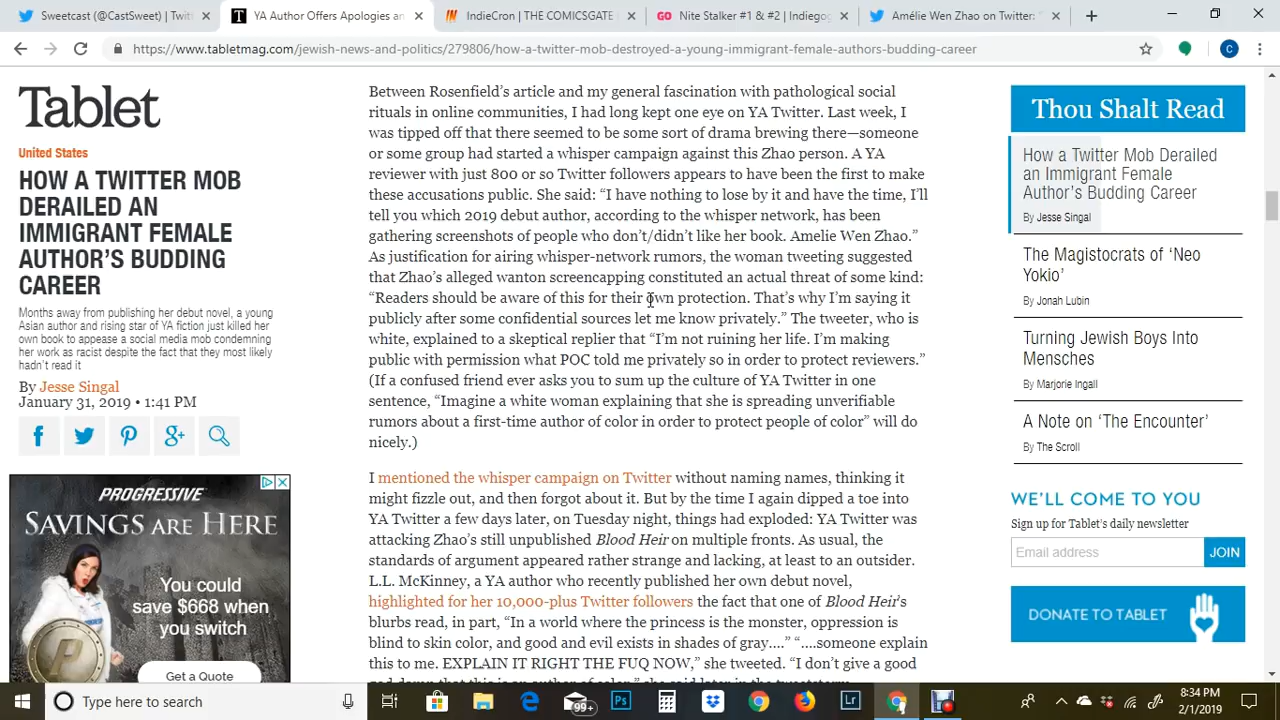 Sweetcast (@CastSweet) | Twitt
YA Author Offers Apologies an
IndieCron | THE COMICSGATE I
GO Nite Stalker #1 & #2 | Indiegog
Amélie Wen Zhao on Twitter: "
https://www.tabletmag.com/jewish-news-and-politics/279806/how-a-twitter-mob-destroyed-a-young-immigrant-female-authors-budding-career
Tablet
United States
HOW A TWITTER MOB
DERAILED AN
IMMIGRANT FEMALE
AUTHOR'S BUDDING
CAREER
Months away from publishing her debut novel, a young
Asian author and rising star of YA fiction just killed her
own book to appease a social media mob condemning
her work as racist despite the fact that they most likely
hadn't read it
By Jesse Singal
January 31, 2019 • 1:41 PM
PROGRESSIVE
SAVINGS ARE HERE
You could
save $668 when
you switch
Get a Quote
Between Rosenfield's article and my general fascination with pathological social
rituals in online communities, I had long kept one eye on YA Twitter. Last week, I
was tipped off that there seemed to be some sort of drama brewing there—someone
or some group had started a whisper campaign against this Zhao person. A YA
reviewer with just 800 or so Twitter followers appears to have been the first to make
these accusations public. She said: "I have nothing to lose by it and have the time, I'll
tell you which 2019 debut author, according to the whisper network, has been
gathering screenshots of people who don't/didn't like her book. Amelie Wen Zhao."
As justification for airing whisper-network rumors, the woman tweeting suggested
that Zhao's alleged wanton screencapping constituted an actual threat of some kind:
"Readers should be aware of this for their own protection. That's why I'm saying it
publicly after some confidential sources let me know privately." The tweeter, who is
white, explained to a skeptical replier that "I'm not ruining her life. I'm making
public with permission what POC told me privately so in order to protect reviewers."
(If a confused friend ever asks you to sum up the culture of YA Twitter in one
sentence, "Imagine a white woman explaining that she is spreading unverifiable
rumors about a first-time author of color in order to protect people of color" will do
nicely.)
I mentioned the whisper campaign on Twitter without naming names, thinking it
might fizzle out, and then forgot about it. But by the time I again dipped a toe into
YA Twitter a few days later, on Tuesday night, things had exploded: YA Twitter was
attacking Zhao's still unpublished Blood Heir on multiple fronts. As usual, the
standards of argument appeared rather strange and lacking, at least to an outsider.
L.L. McKinney, a YA author who recently published her own debut novel,
highlighted for her 10,000-plus Twitter followers the fact that one of Blood Heir's
blurbs read, in part, "In a world where the princess is the monster, oppression is
blind to skin color, and good and evil exists in shades of gray…." "….someone explain
this to me. EXPLAIN IT RIGHT THE FUQ NOW," she tweeted. "I don't give a good
Thou Shalt Read
How a Twitter Mob Derailed
an Immigrant Female
Author's Budding Career
By Jesse Singal
The Magistocrats of 'Neo
Yokio'
By Jonah Lubin
Turning Jewish Boys Into
Mensches
By Marjorie Ingall
A Note on 'The Encounter'
By The Scroll
WE'LL COME TO YOU
Sign up for Tablet's daily newsletter
Email address
JOIN
DONATE TO TABLET
Type here to search
99+
8:34 PM
2/1/2019